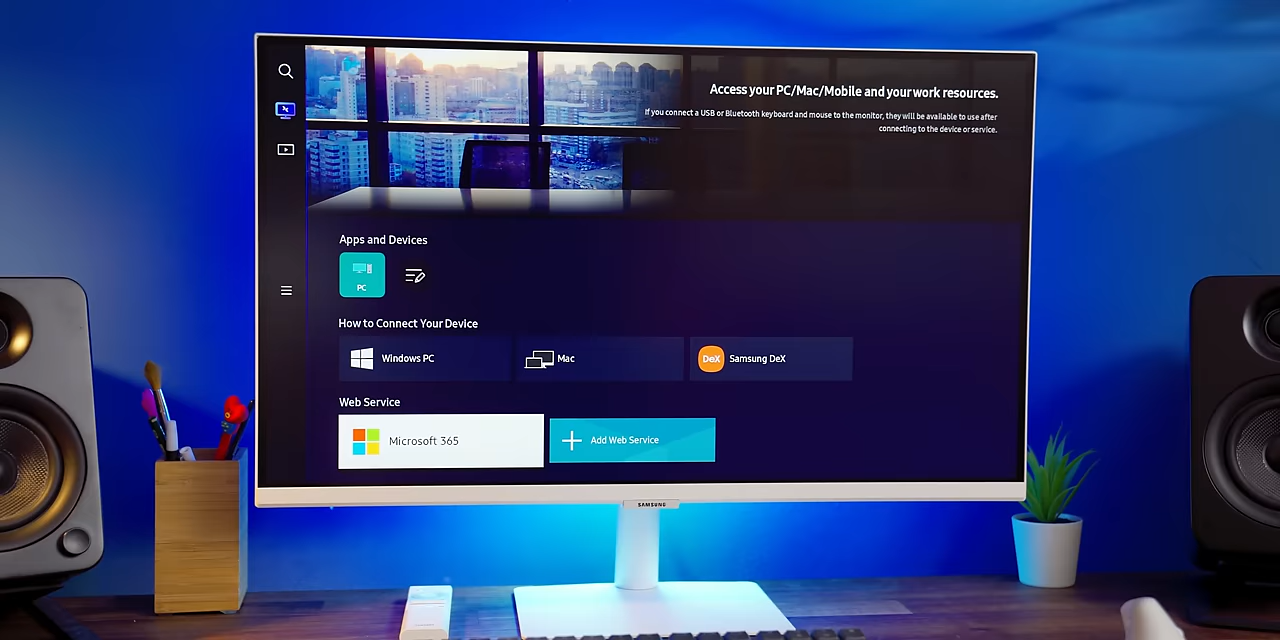 Access your PC/Mac/Mobile and your work resources.
If you connect a USB or Bluetooth keyboard and mouse to the monitor, they will be available to use after
connecting to the device or service.
Apps and Devices
PC
How to Connect Your Device
Windows PC
Mac
DeX
Samsung DeX
Web Service
Microsoft 365
Add Web Service
SAMSUNG